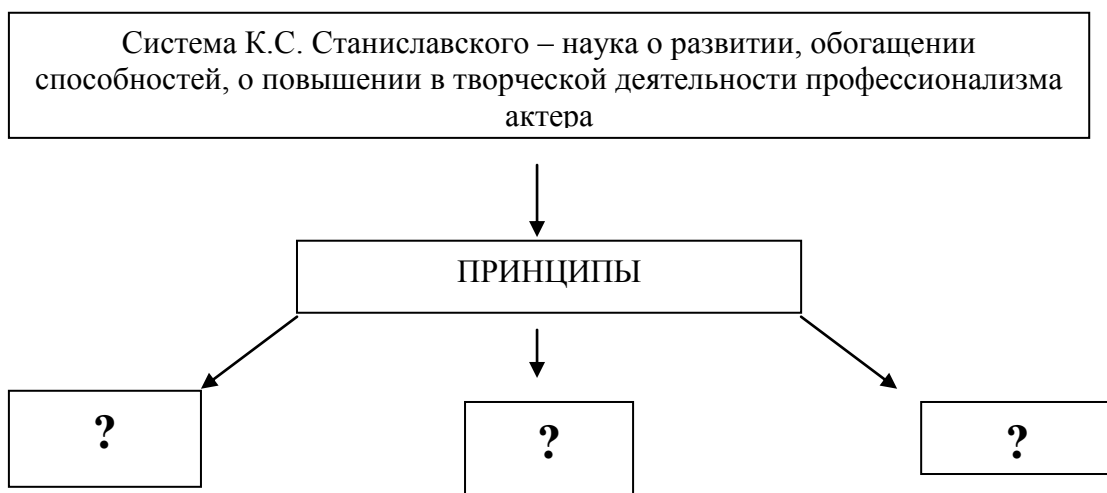 Система К.С. Станиславского – наука о развитии, обогащении
способностей, о повышении в творческой деятельности профессионализма
актера
ПРИНЦИПЫ
? ? ?